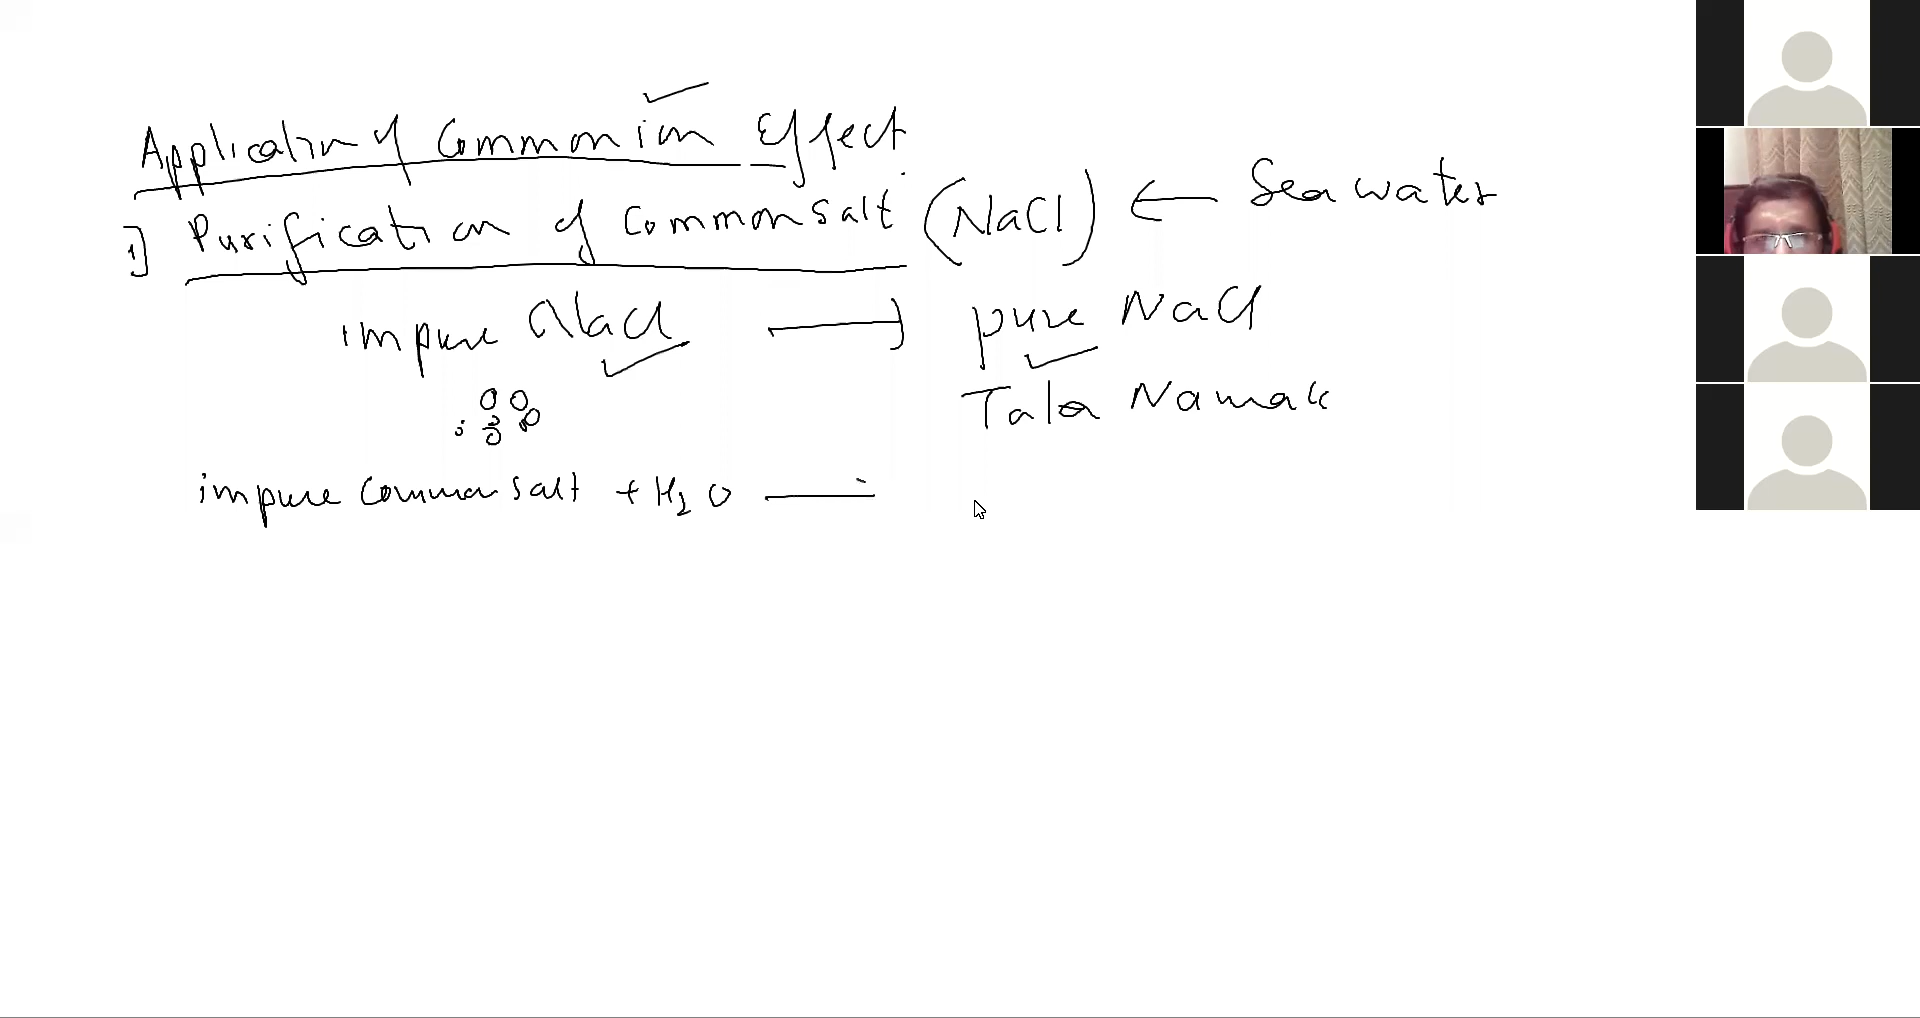 Application of Common ion Effect.
1] Purification of Common Salt (NaCl) ← Sea water
impure NaCl → pure NaCl
Tata Namak
impure common salt + H₂O —